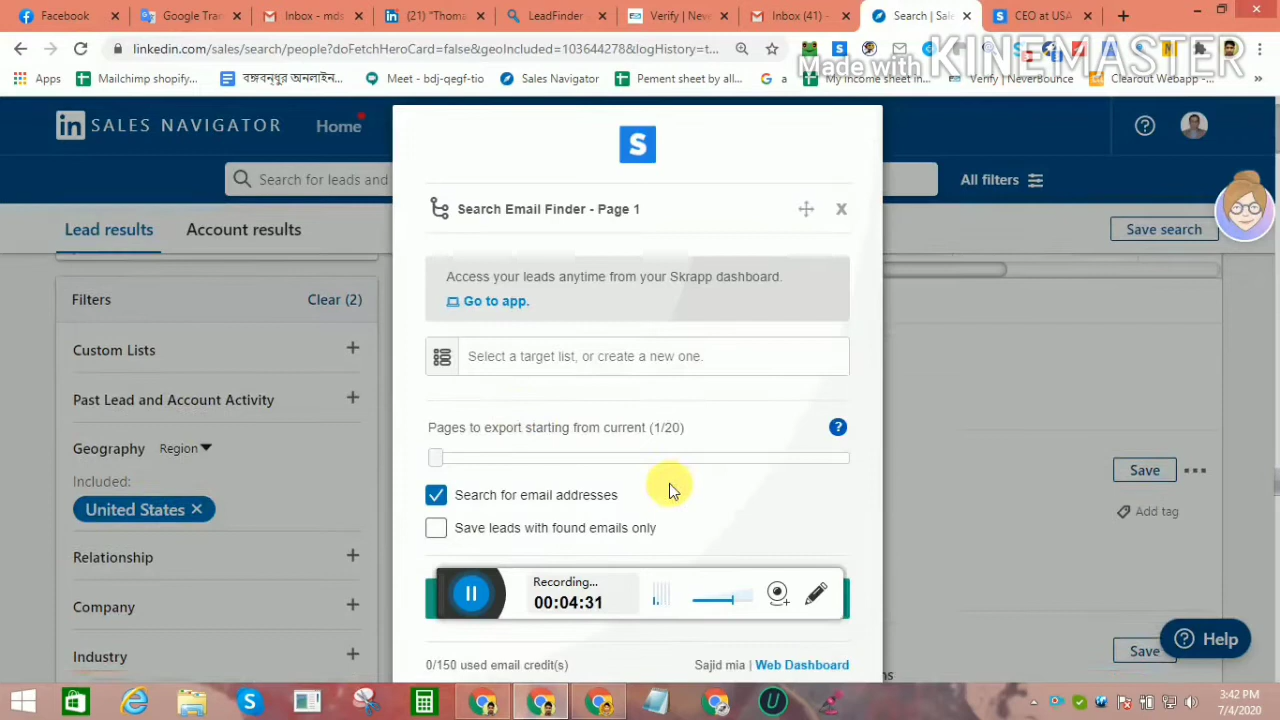 Facebook
Google Tran
Inbox - mds
(21) "Thoma
LeadFinder
Verify | Neve
Inbox (41) -
Search | Sale
CEO at USA
linkedin.com/sales/search/people?doFetchHeroCard=false&geoIncluded=103644278&logHistory=t...
Made with KINEMASTER
Apps
Mailchimp shopify...
বঙ্গবন্ধুর অনলাইন...
Meet - bdj-qegf-tio
Sales Navigator
Pement sheet by al...
a
My income sheet in...
Verify | NeverBounce
Clearout Webapp -...
in SALES NAVIGATOR
Home
S
Search for leads and
All filters
Search Email Finder - Page 1
X
Lead results
Account results
Save search
Access your leads anytime from your Skrapp dashboard.
Go to app.
Filters
Clear (2)
Custom Lists
Select a target list, or create a new one.
Past Lead and Account Activity
Pages to export starting from current (1/20)
?
Geography
Region
Included:
United States
Save
Search for email addresses
Add tag
Save leads with found emails only
Relationship
Recording...
00:04:31
Company
Save
Help
Industry
0/150 used email credit(s)
Sajid mia | Web Dashboard
ns
3:42 PM
7/4/2020